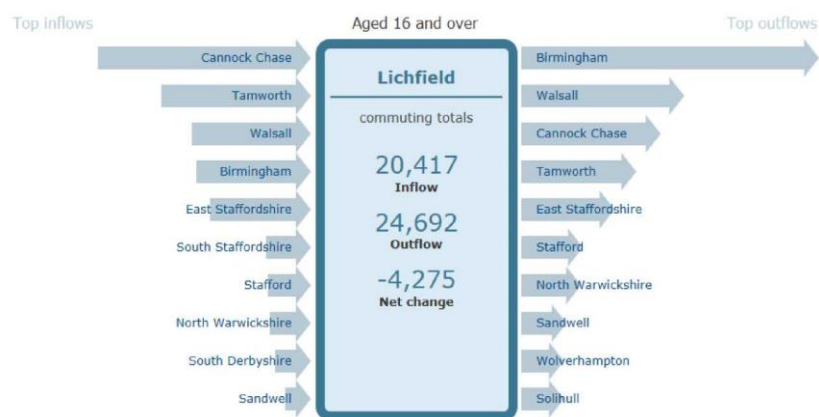 Top inflows
Aged 16 and over
Top outflows
Cannock Chase
Tamworth
Walsall
Birmingham
East Staffordshire
South Staffordshire
Stafford
North Warwickshire
South Derbyshire
Sandwell
Lichfield
commuting totals
20,417
Inflow
24,692
Outflow
-4,275
Net change
Birmingham
Walsall
Cannock Chase
Tamworth
East Staffordshire
Stafford
North Warwickshire
Sandwell
Wolverhampton
Solihull